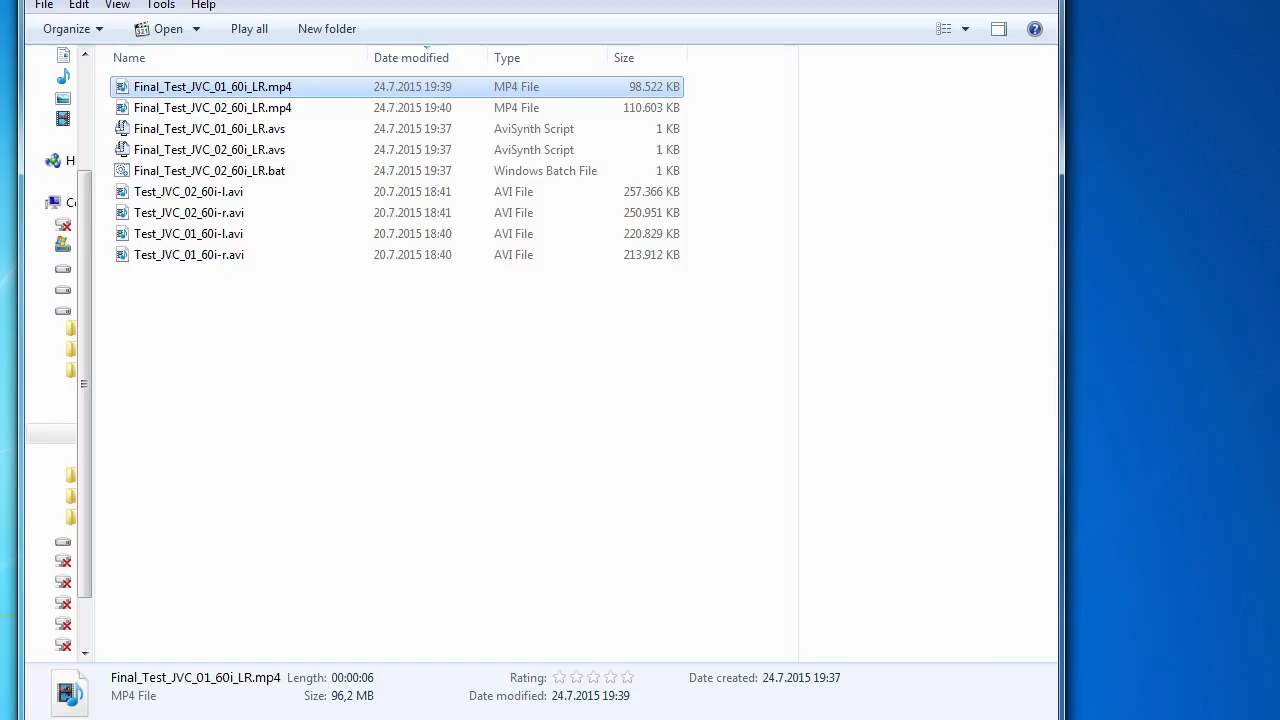 File Edit View Tools Help
Organize Open Play all New folder
Name Date modified Type Size
Final_Test_JVC_01_60i_LR.mp4 24.7.2015 19:39 MP4 File 98.522 KB
Final_Test_JVC_02_60i_LR.mp4 24.7.2015 19:40 MP4 File 110.603 KB
Final_Test_JVC_01_60i_LR.avs 24.7.2015 19:37 AviSynth Script 1 KB
Final_Test_JVC_02_60i_LR.avs 24.7.2015 19:37 AviSynth Script 1 KB
Final_Test_JVC_02_60i_LR.bat 24.7.2015 19:37 Windows Batch File 1 KB
Test_JVC_02_60i-l.avi 20.7.2015 18:41 AVI File 257.366 KB
Test_JVC_02_60i-r.avi 20.7.2015 18:41 AVI File 250.951 KB
Test_JVC_01_60i-l.avi 20.7.2015 18:40 AVI File 220.829 KB
Test_JVC_01_60i-r.avi 20.7.2015 18:40 AVI File 213.912 KB
H
Final_Test_JVC_01_60i_LR.mp4 Length: 00:00:06 Rating: Date created: 24.7.2015 19:37
MP4 File Size: 96,2 MB Date modified: 24.7.2015 19:39